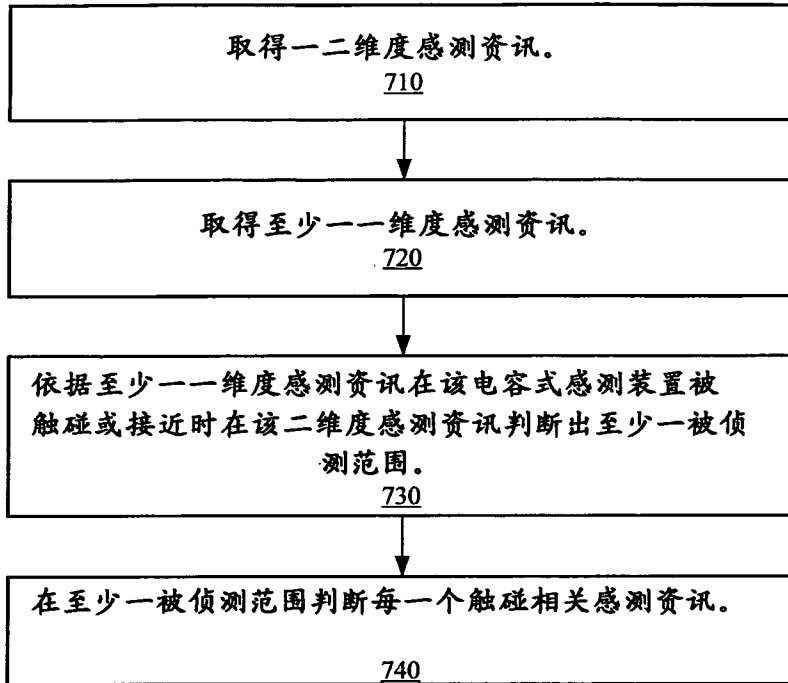 取得一二维度感测资讯。
710
取得至少一一维度感测资讯。
720
依据至少一一维度感测资讯在该电容式感测装置被
触碰或接近时在该二维度感测资讯判断出至少一被侦
测范围。
730
在至少一被侦测范围判断每一个触碰相关感测资讯。
740